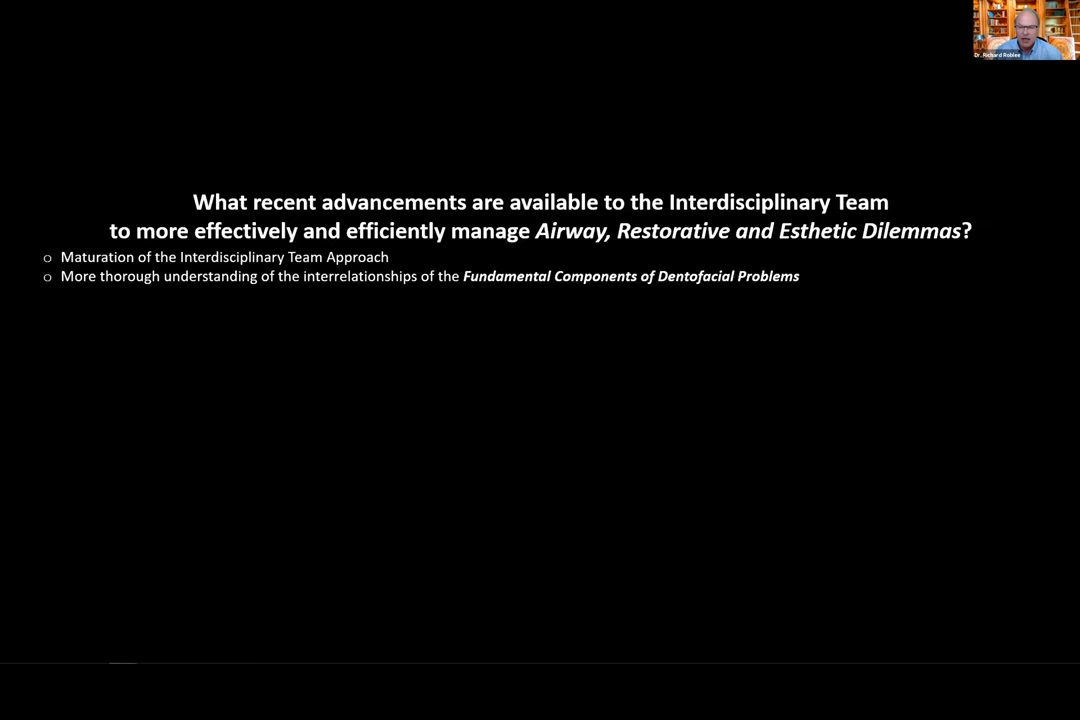 Dr. Richard Roblee
What recent advancements are available to the Interdisciplinary Team
to more effectively and efficiently manage Airway, Restorative and Esthetic Dilemmas?
o Maturation of the Interdisciplinary Team Approach
o More thorough understanding of the interrelationships of the Fundamental Components of Dentofacial Problems